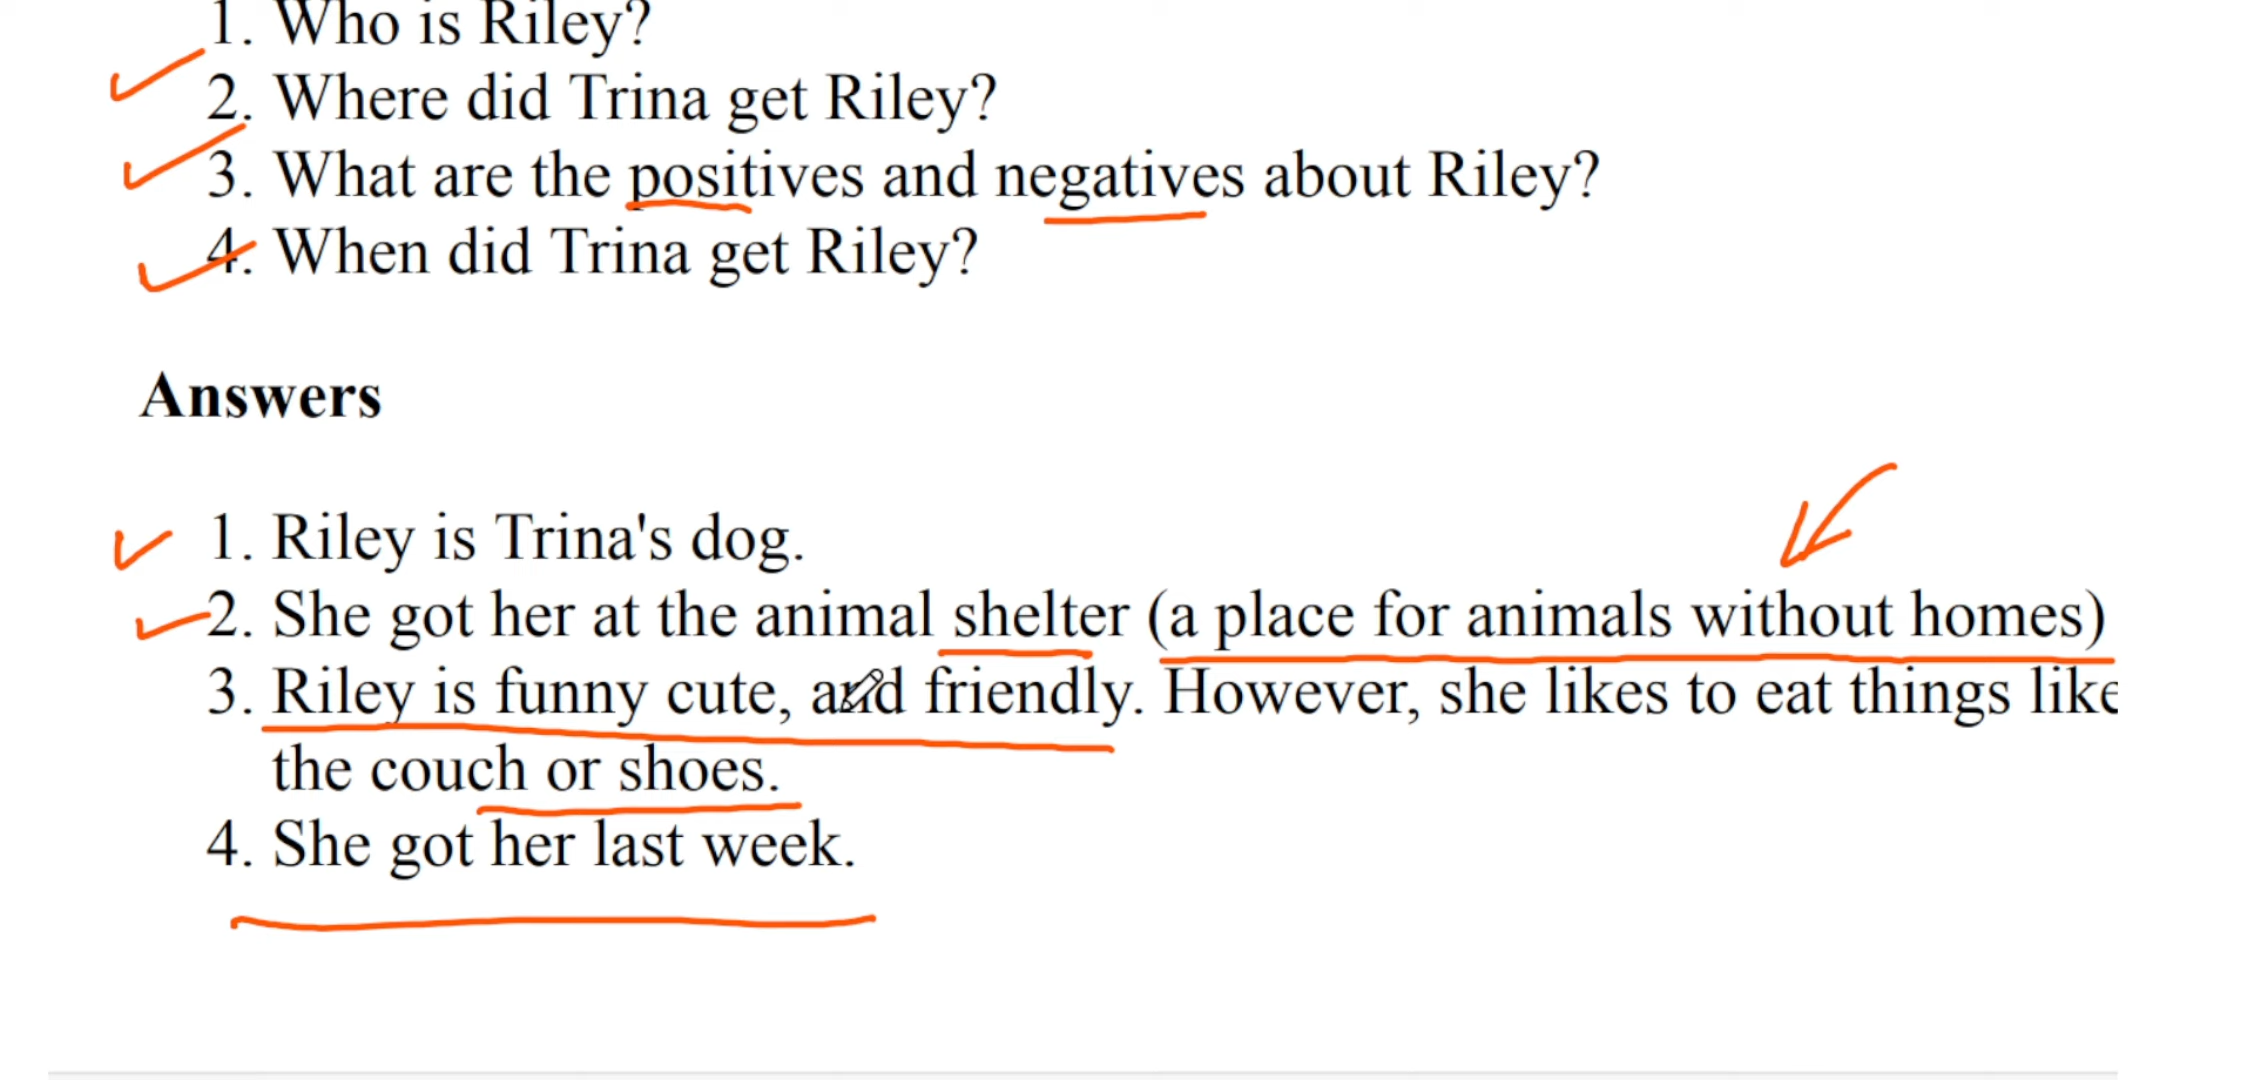 1. Who is Riley?
2. Where did Trina get Riley?
3. What are the positives and negatives about Riley?
4. When did Trina get Riley?
Answers
1. Riley is Trina's dog.
2. She got her at the animal shelter (a place for animals without homes)
3. Riley is funny cute, and friendly. However, she likes to eat things like
the couch or shoes.
4. She got her last week.